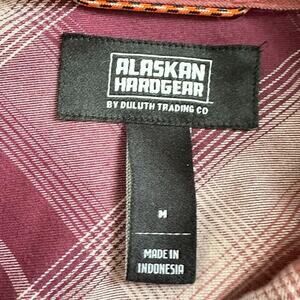 ALASKAN
HARDGEAR
BY DULUTH TRADING CO
M
MADE IN
INDONESIA